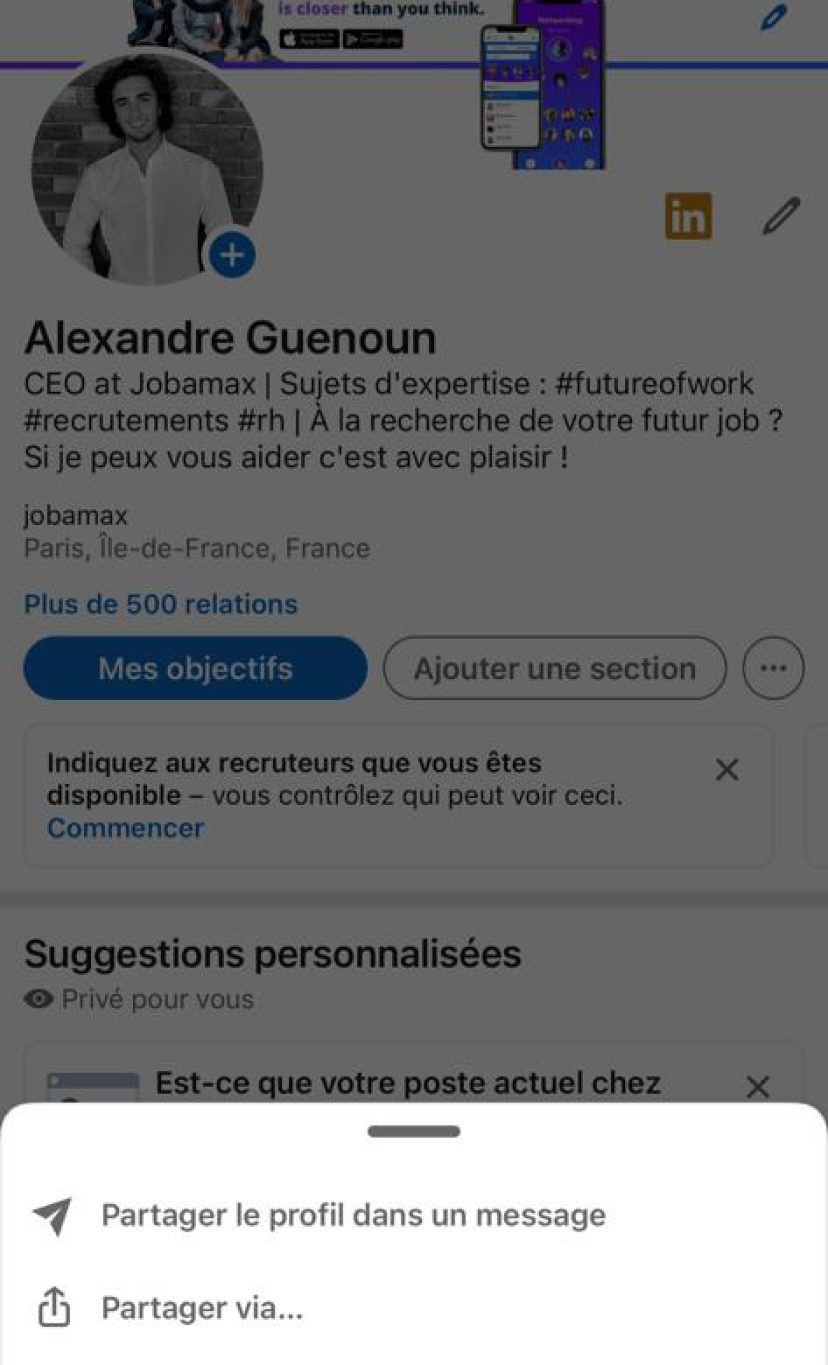 is closer than you think.
in
Alexandre Guenoun
CEO at Jobamax | Sujets d'expertise : #futureofwork
#recrutements #rh | À la recherche de votre futur job ?
Si je peux vous aider c'est avec plaisir !
jobamax
Paris, Île-de-France, France
Plus de 500 relations
Mes objectifs
Ajouter une section
Indiquez aux recruteurs que vous êtes
disponible – vous contrôlez qui peut voir ceci.
Commencer
Suggestions personnalisées
Privé pour vous
Est-ce que votre poste actuel chez
Partager le profil dans un message
Partager via...